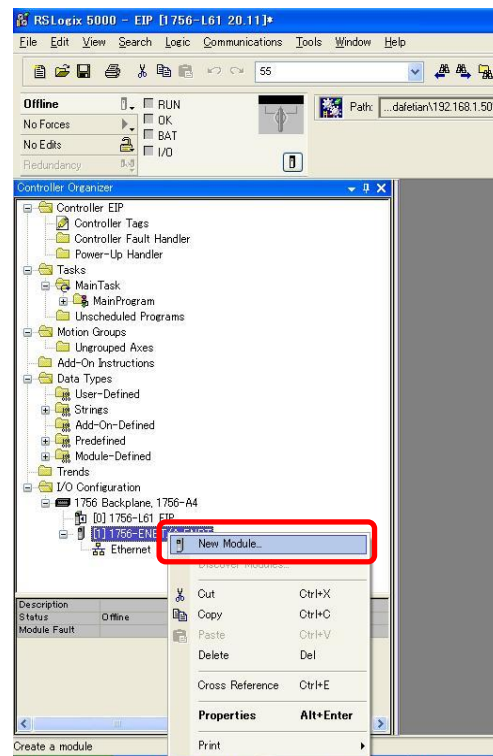 RSLogix 5000 - EIP [1756-L61 20.11]*
File Edit View Search Logic Communications Tools Window Help
55
Offline RUN Path: ...dafetian\192.168.1.50
No Forces OK
No Edits BAT
Redundancy I/O
Controller Organizer
Controller EIP
Controller Tags
Controller Fault Handler
Power-Up Handler
Tasks
MainTask
MainProgram
Unscheduled Programs
Motion Groups
Ungrouped Axes
Add-On Instructions
Data Types
User-Defined
Strings
Add-On-Defined
Predefined
Module-Defined
Trends
I/O Configuration
1756 Backplane, 1756-A4
[0] 1756-L61 EIP
[1] 1756-ENE
Ethernet
New Module...
Discover Modules...
Cut Ctrl+X
Copy Ctrl+C
Paste Ctrl+V
Delete Del
Cross Reference Ctrl+E
Properties Alt+Enter
Print
Description
Status Offline
Module Fault
Create a module